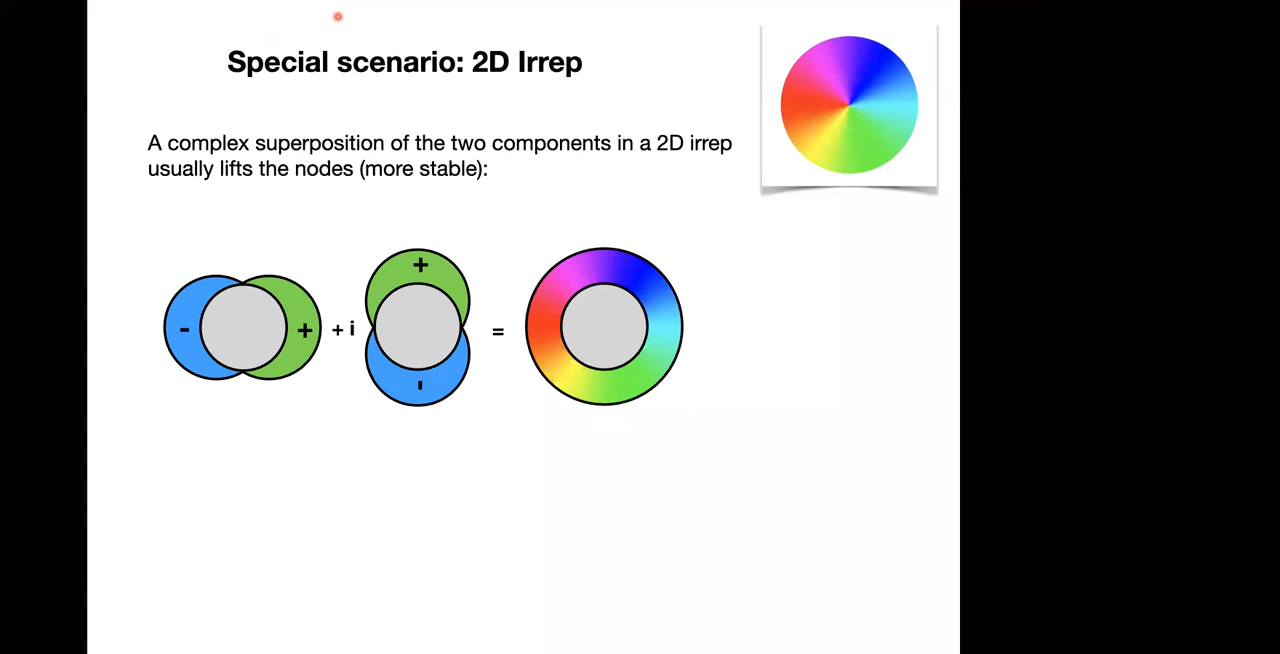 Special scenario: 2D Irrep
A complex superposition of the two components in a 2D irrep
usually lifts the nodes (more stable):
+
- + + i =
-